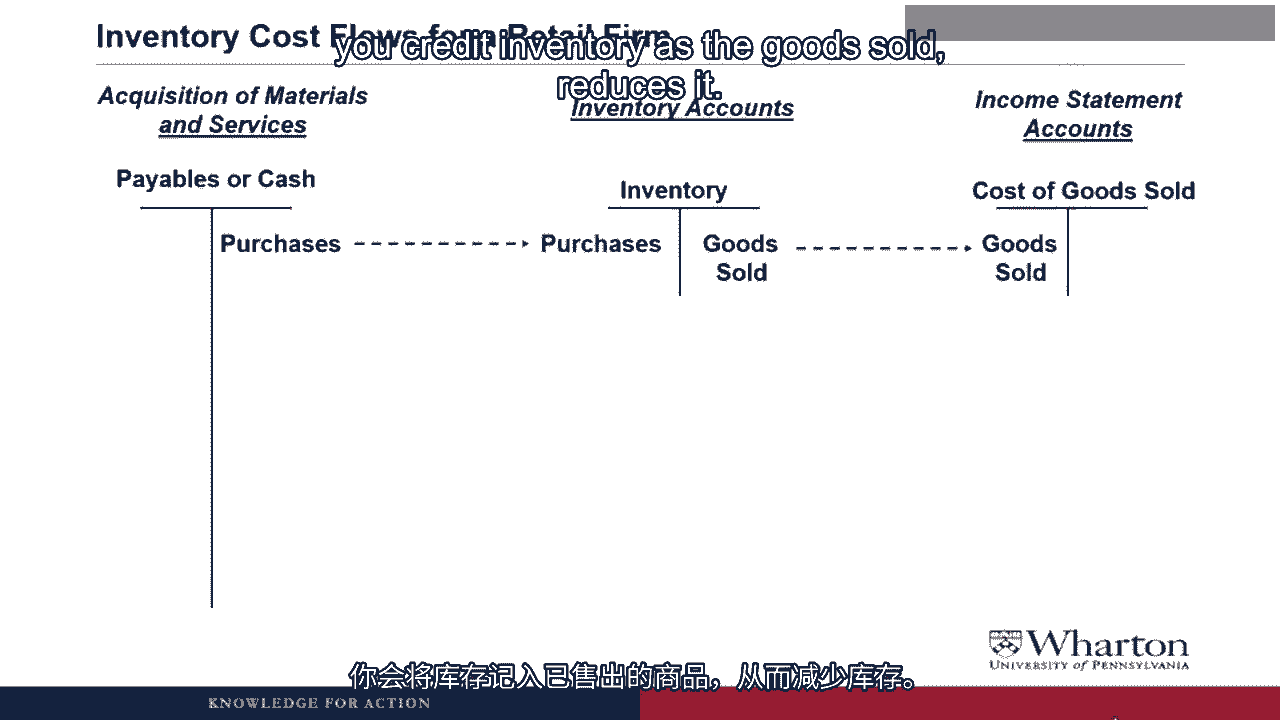 Inventory Cost Flows for a Retail Firm
you credit inventory as the goods sold,
reduces it.
Acquisition of Materials
and Services
Inventory Accounts
Income Statement
Accounts
Payables or Cash
Inventory
Cost of Goods Sold
Purchases
Purchases
Goods
Sold
Goods
Sold
Wharton
UNIVERSITY of PENNSYLVANIA
你会将库存记入已售出的商品，从而减少库存。
KNOWLEDGE FOR ACTION